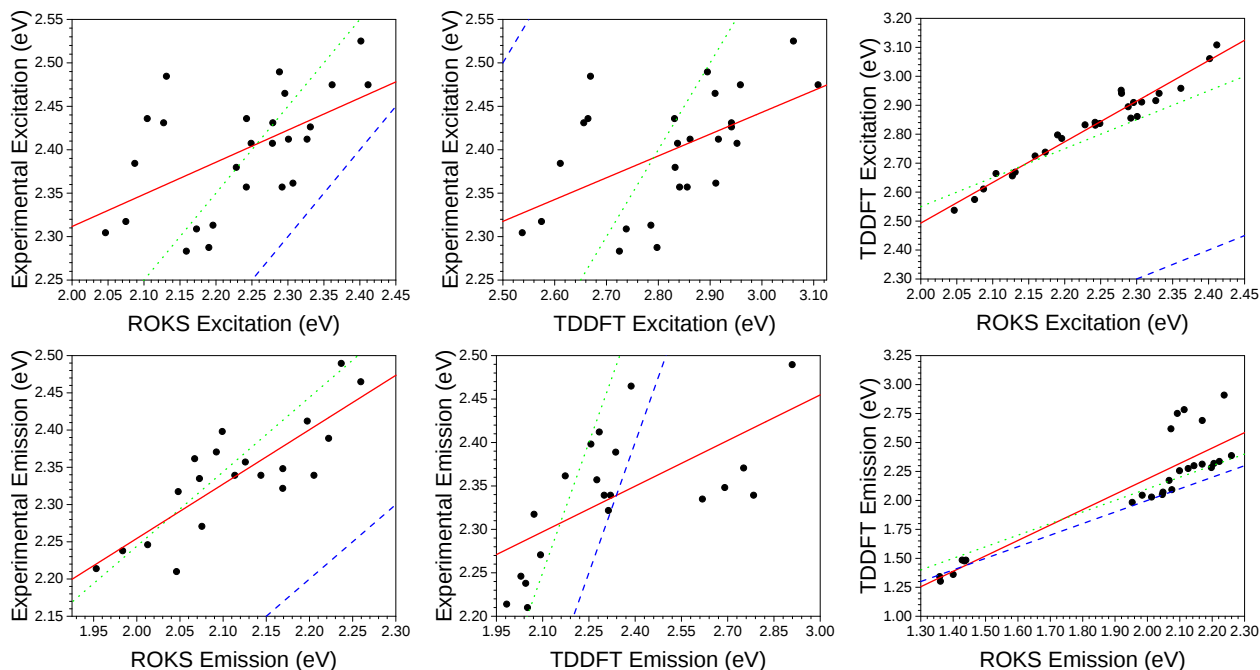 Experimental Excitation (eV)
2.55
2.50
2.45
2.40
2.35
2.30
2.25
2.00 2.05 2.10 2.15 2.20 2.25 2.30 2.35 2.40 2.45
ROKS Excitation (eV)
Experimental Excitation (eV)
2.55
2.50
2.45
2.40
2.35
2.30
2.25
2.50 2.60 2.70 2.80 2.90 3.00 3.10
TDDFT Excitation (eV)
TDDFT Excitation (eV)
3.20
3.10
3.00
2.90
2.80
2.70
2.60
2.50
2.40
2.30
2.00 2.05 2.10 2.15 2.20 2.25 2.30 2.35 2.40 2.45
ROKS Excitation (eV)
Experimental Emission (eV)
2.50
2.45
2.40
2.35
2.30
2.25
2.20
2.15
1.95 2.00 2.05 2.10 2.15 2.20 2.25 2.30
ROKS Emission (eV)
Experimental Emission (eV)
2.50
2.45
2.40
2.35
2.30
2.25
2.20
1.95 2.10 2.25 2.40 2.55 2.70 2.85 3.00
TDDFT Emission (eV)
TDDFT Emission (eV)
3.25
3.00
2.75
2.50
2.25
2.00
1.75
1.50
1.25
1.00
1.30 1.40 1.50 1.60 1.70 1.80 1.90 2.00 2.10 2.20 2.30
ROKS Emission (eV)